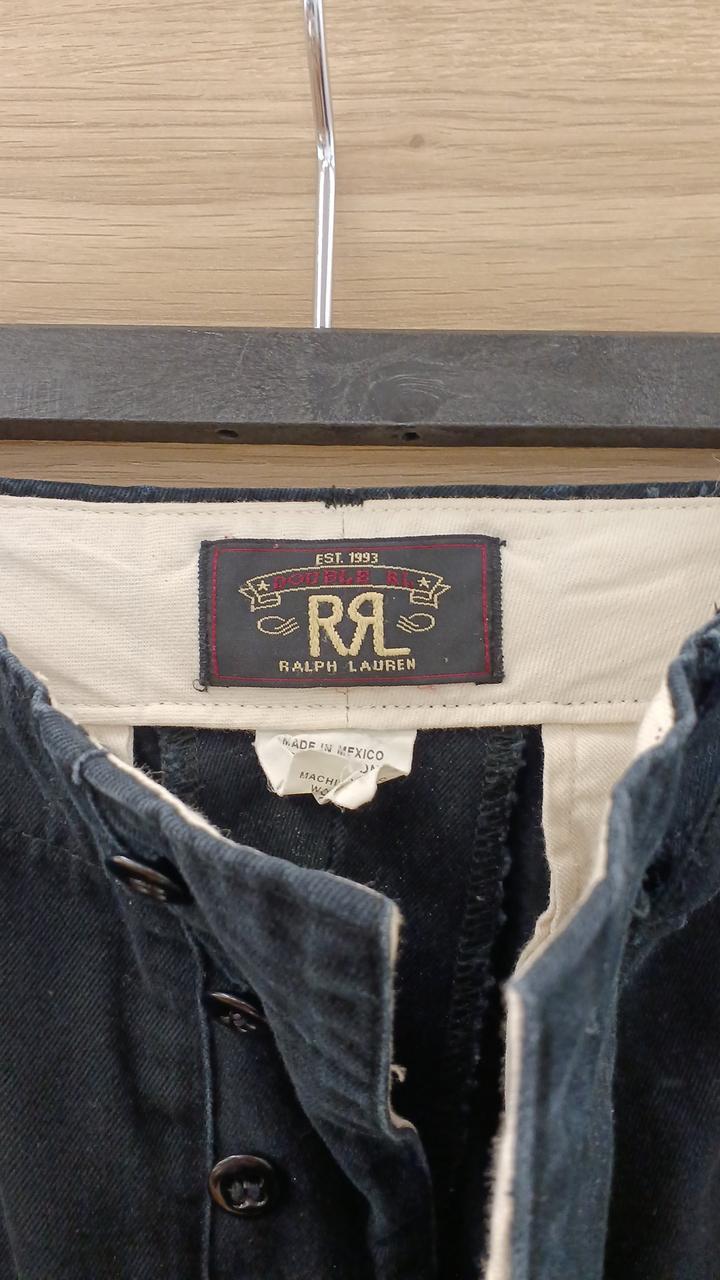 EST. 1993
DOUBLE RL
RRL
RALPH LAUREN
MADE IN MEXICO